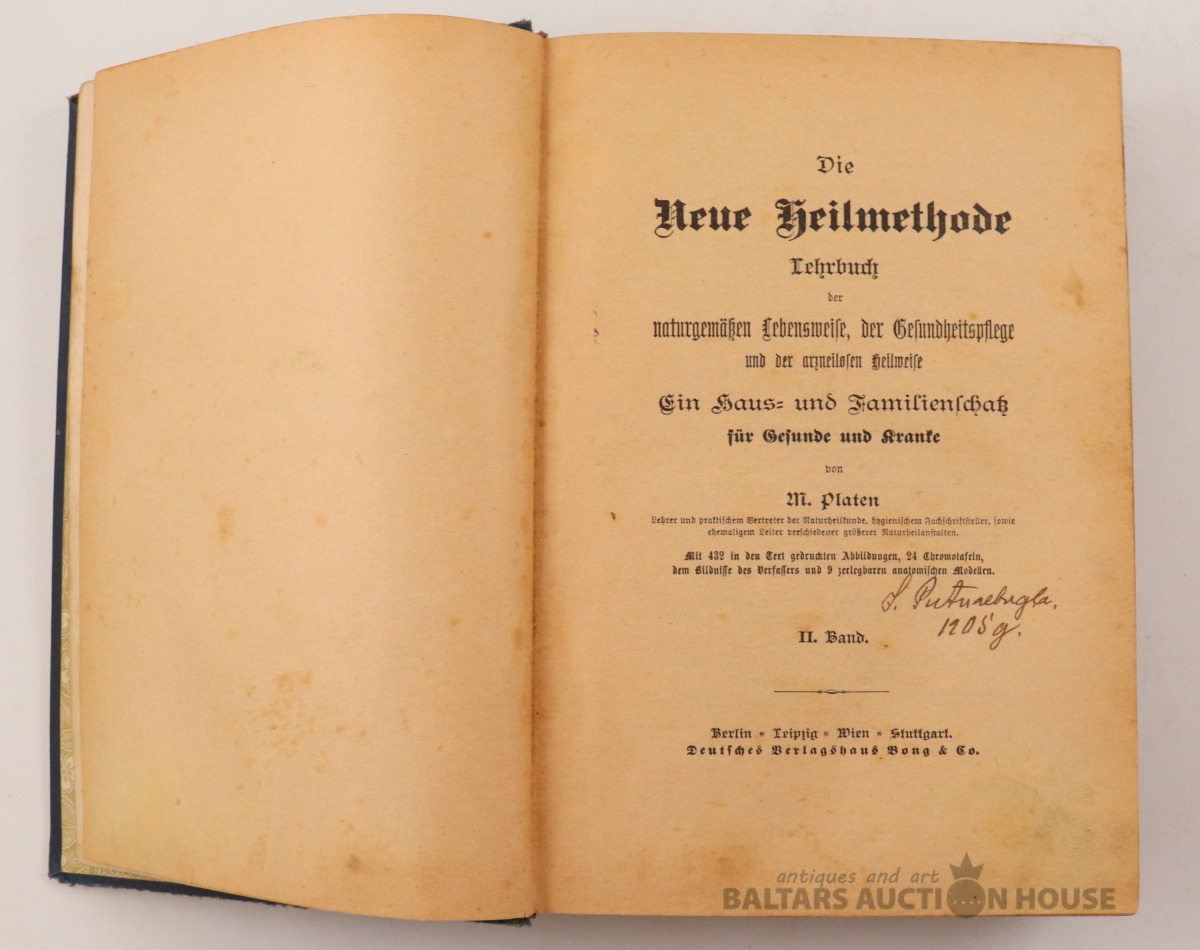 Die
Neue Heilmethode
Lehrbuch
der
naturgemäßen Lebensweise, der Gesundheitspflege
und der arzneilosen Heilweise
Ein Haus- und Familienschatz
für Gesunde und Kranke
von
M. Platen
Lehrer und praktischem Vertreter der Naturheilkunde, hygienischem Fachschriftsteller, sowie
ehemaligem Leiter verschiedener größerer Naturheilanstalten.
Mit 432 in den Text gedruckten Abbildungen, 24 Chromotafeln,
dem Bildnisse des Verfassers und 9 zerlegbaren anatomischen Modellen.
1905 g.
II. Band.
Berlin * Leipzig * Wien * Stuttgart.
Deutsches Verlagshaus Bong & Co.
antiques and art
BALTARS AUCTION HOUSE